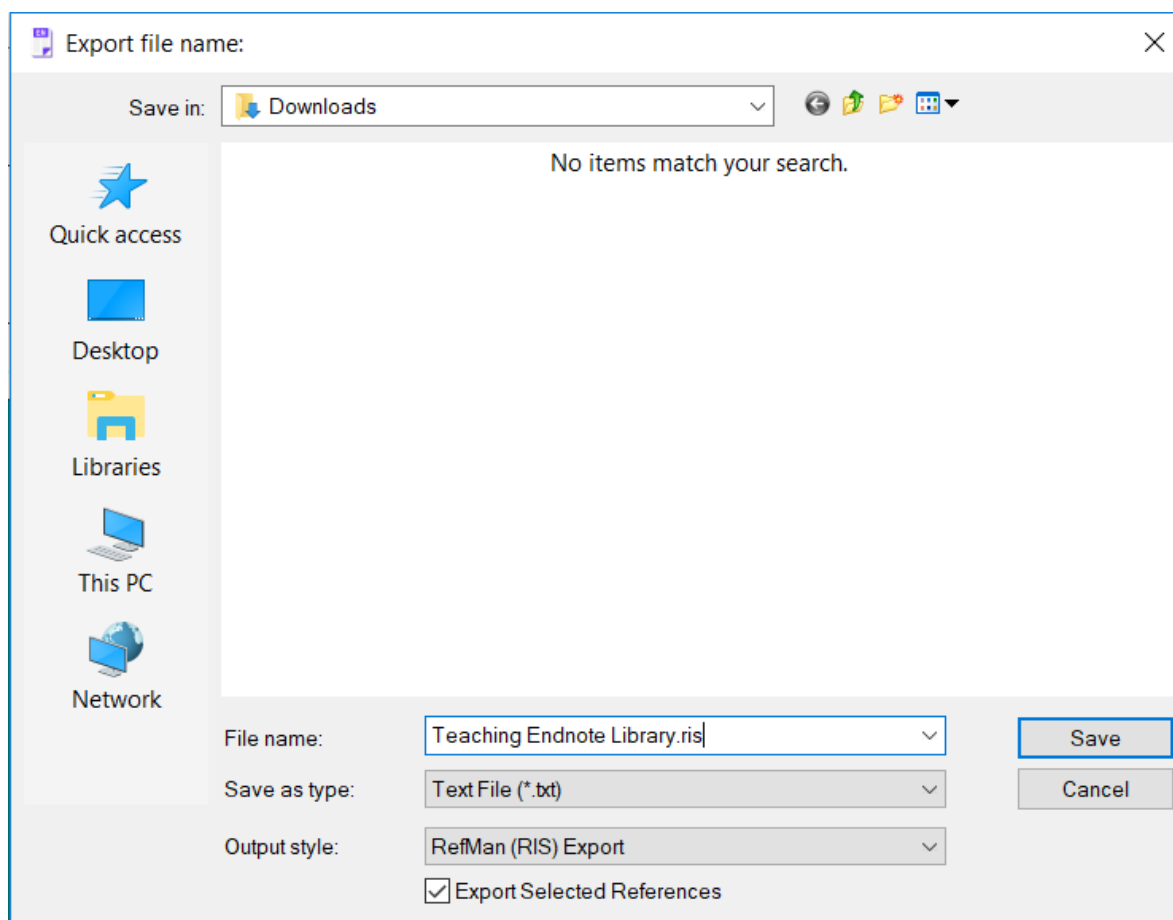 EN
Export file name:
Save in:
Downloads
No items match your search.
Quick access
Desktop
Libraries
This PC
Network
File name:
Teaching Endnote Library.ris
Save
Save as type:
Text File (*.txt)
Cancel
Output style:
RefMan (RIS) Export
Export Selected References